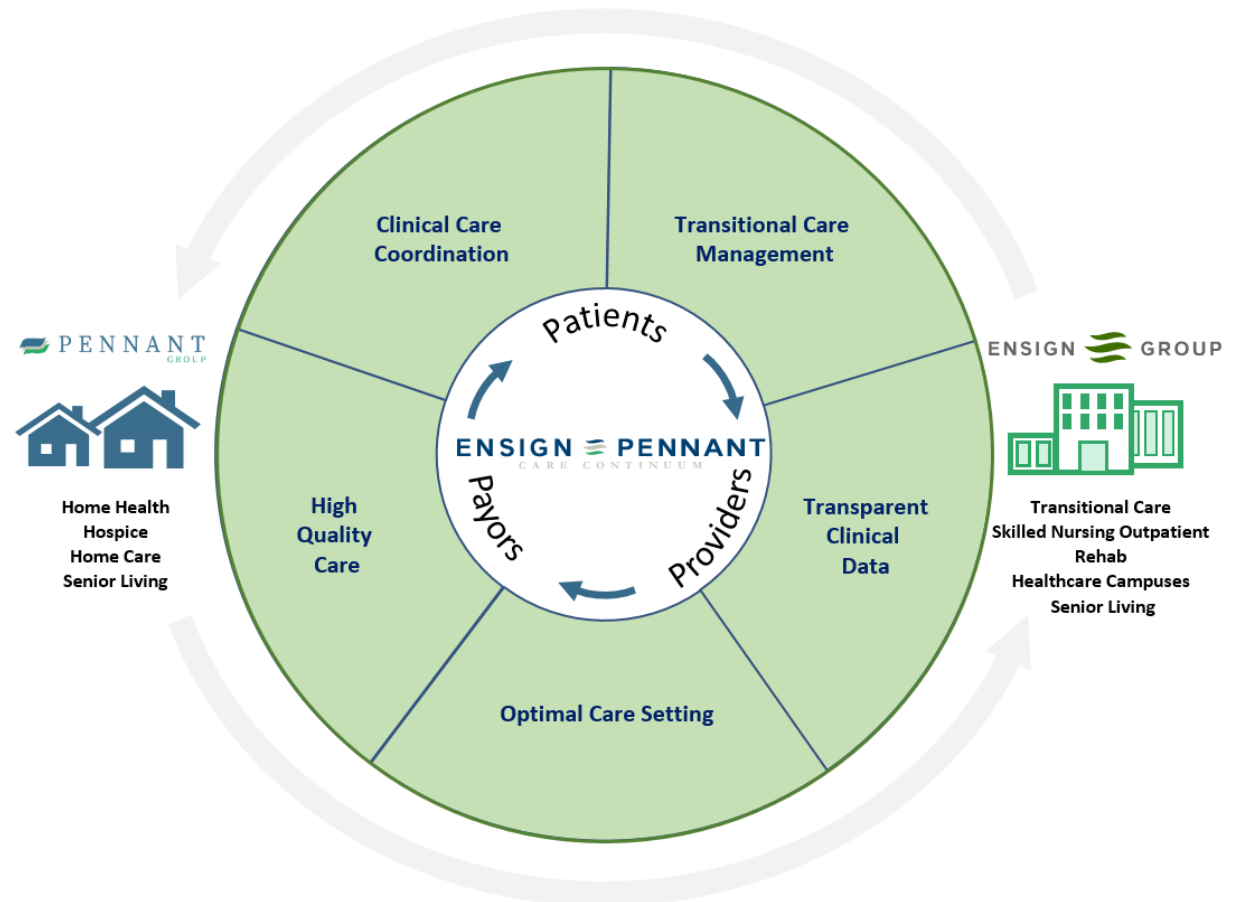 Clinical Care
Coordination
Transitional Care
Management
Patients
PENNANT
GROUP
ENSIGN GROUP
ENSIGN PENNANT
CARE CONTINUUM
Payors
Providers
High
Quality
Care
Transparent
Clinical
Data
Home Health
Hospice
Home Care
Senior Living
Transitional Care
Skilled Nursing Outpatient
Rehab
Healthcare Campuses
Senior Living
Optimal Care Setting